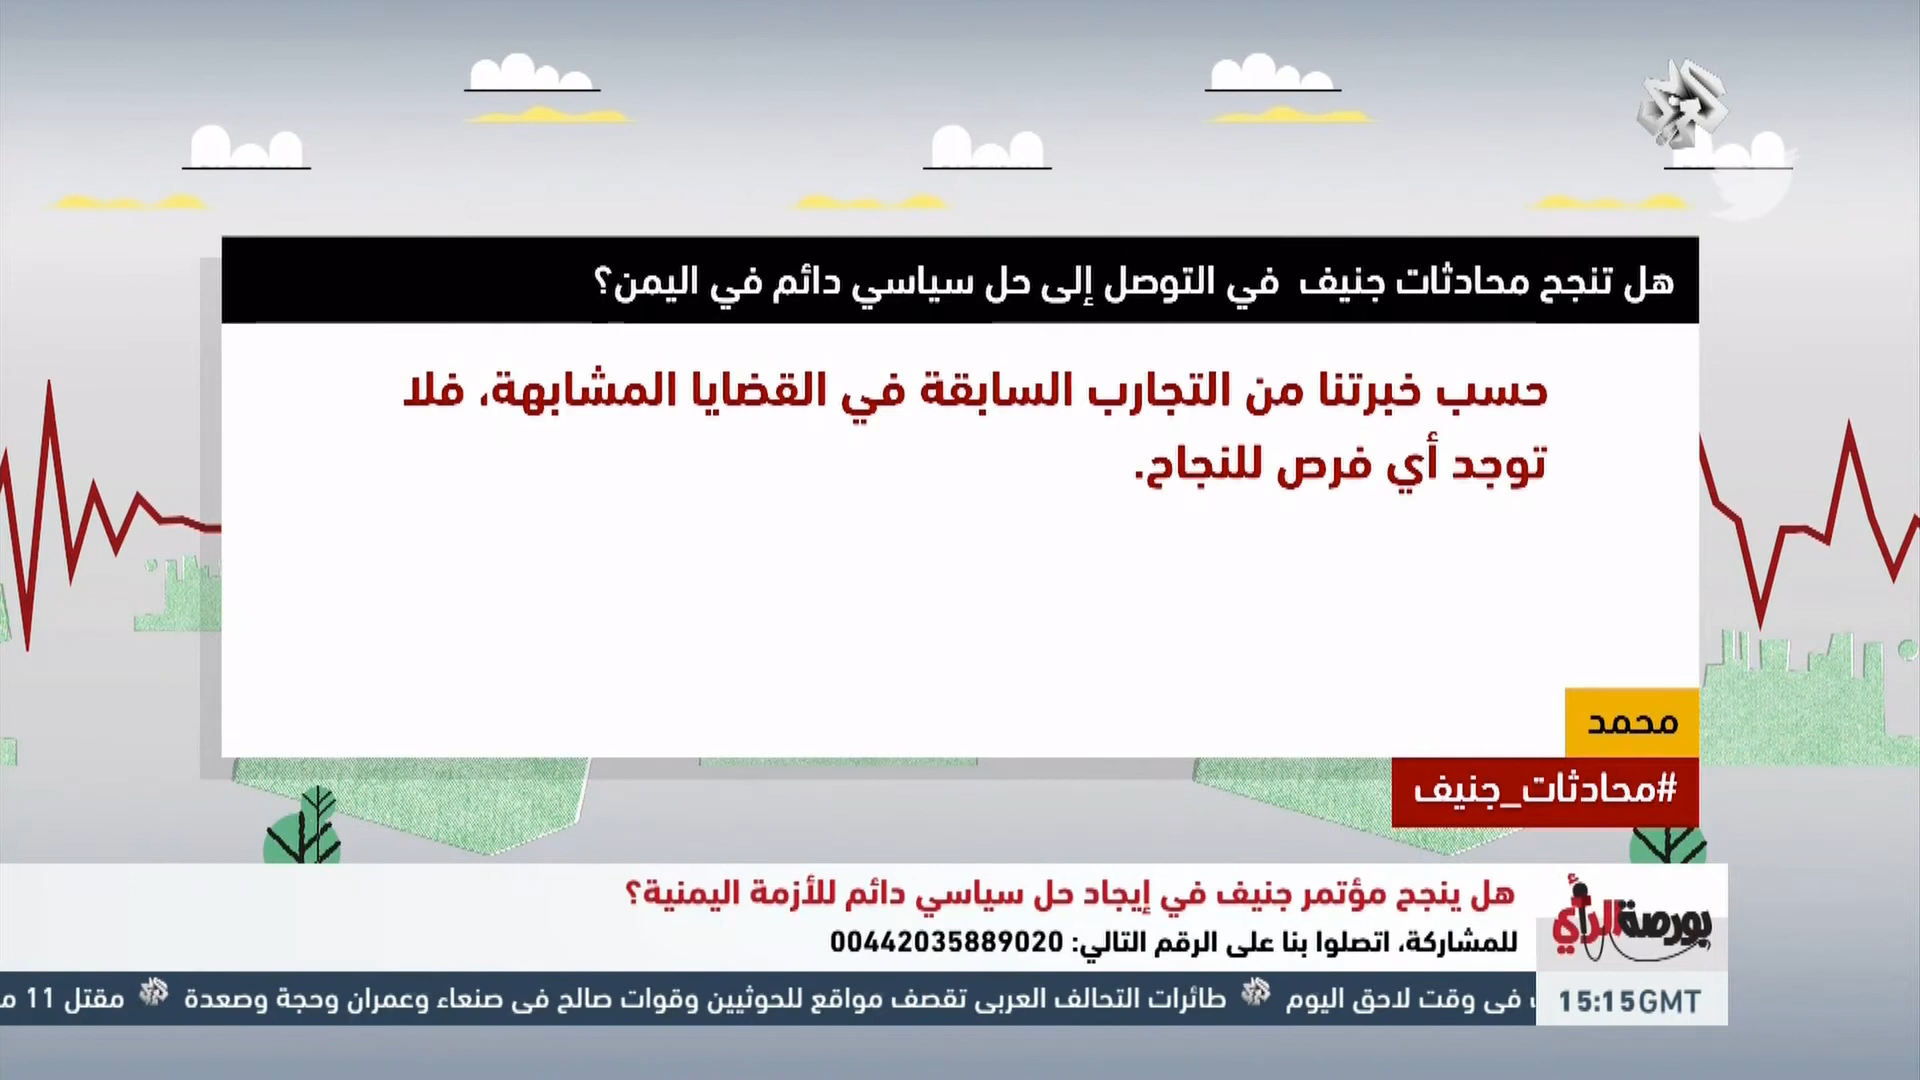 هل تنجح محادثات جنيف في التوصل إلى حل سياسي دائم في اليمن؟
حسب خبرتنا من التجارب السابقة في القضايا المشابهة، فلا
توجد أي فرص للنجاح.
محمد
#محادثات_جنيف
هل ينجح مؤتمر جنيف في إيجاد حل سياسي دائم للأزمة اليمنية؟
للمشاركة، اتصلوا بنا على الرقم التالي: 00442035889020
بورصة الرأي
في وقت لاحق اليوم طائرات التحالف العربي تقصف مواقع للحوثيين وقوات صالح في صنعاء وعمران وحجة وصعدة مقتل 11
15:15GMT